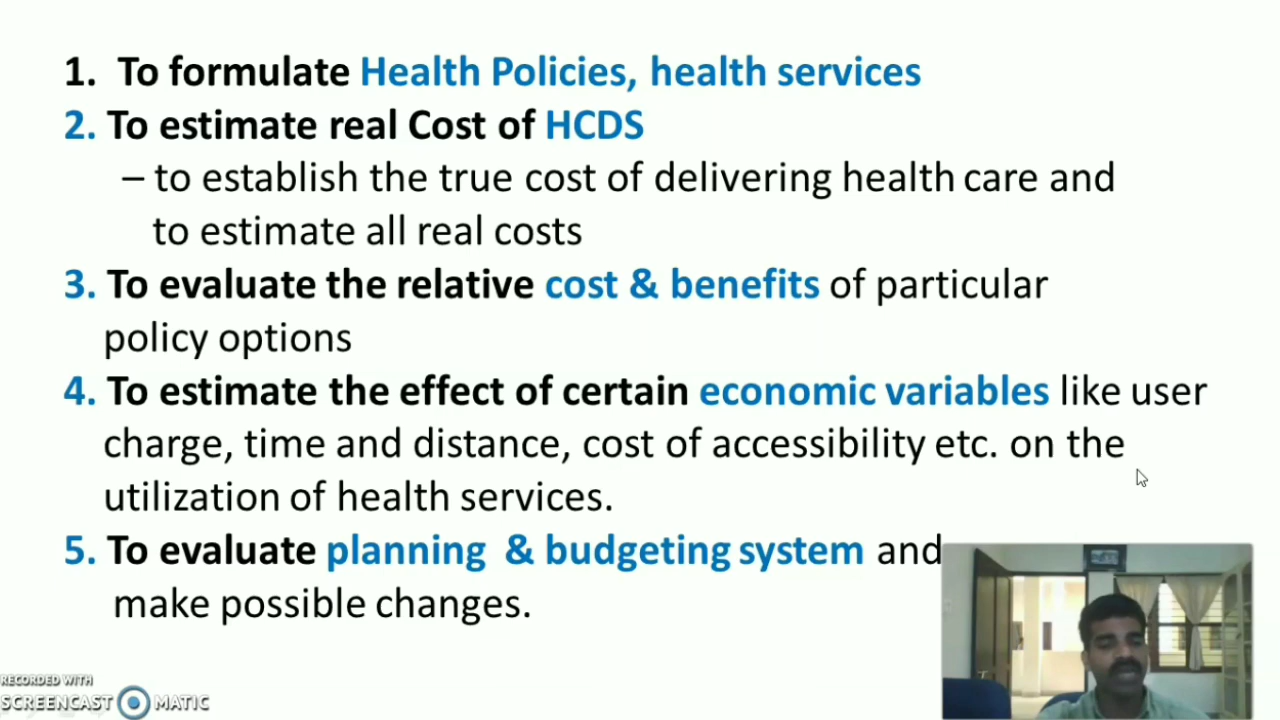 1. To formulate Health Policies, health services
2. To estimate real Cost of HCDS
– to establish the true cost of delivering health care and
to estimate all real costs
3. To evaluate the relative cost & benefits of particular
policy options
4. To estimate the effect of certain economic variables like user
charge, time and distance, cost of accessibility etc. on the
utilization of health services.
5. To evaluate planning & budgeting system and
make possible changes.
RECORDED WITH
SCREENCAST MATIC